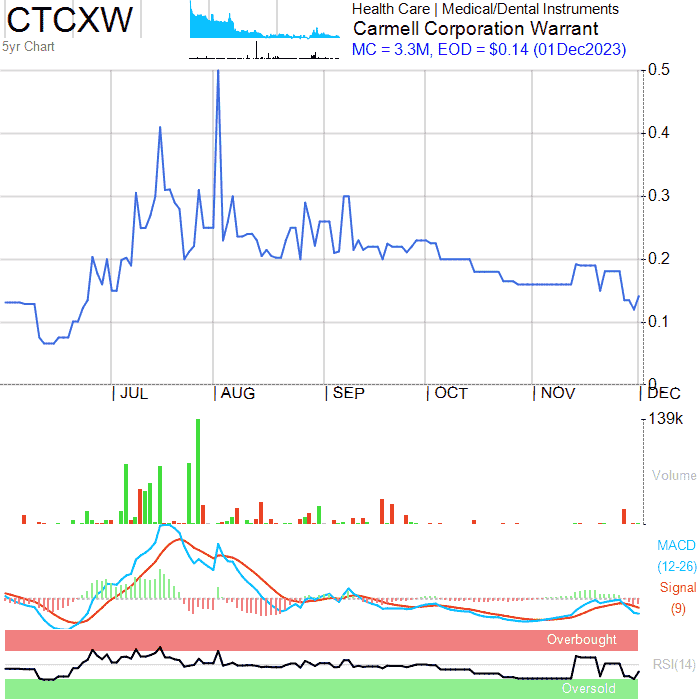 CTCXW
5yr Chart
Health Care | Medical/Dental Instruments
Carmell Corporation Warrant
MC = 3.3M, EOD = $0.14 (01Dec2023)
0.5
0.4
0.3
0.2
0.1
0
| JUL | AUG | SEP | OCT | NOV | DEC
139k
Volume
MACD
(12-26)
Signal
(9)
Overbought
RSI(14)
Oversold